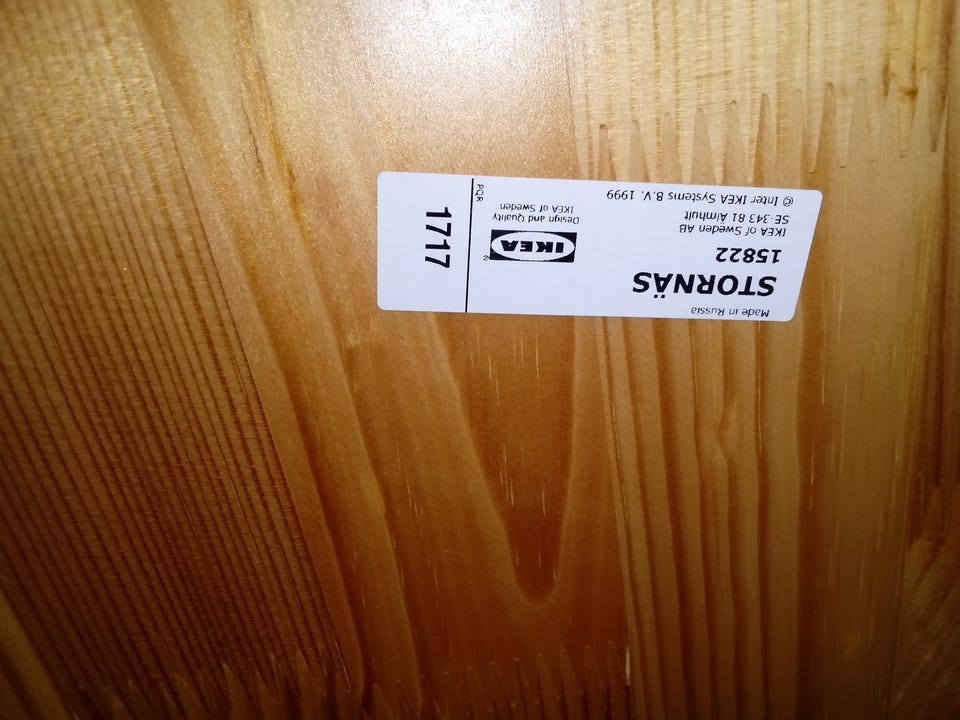 Made in Russia
STORNÄS
15822
IKEA of Sweden AB
SE-343 81 Älmhult
© Inter IKEA Systems B.V. 1999
IKEA
Design and Quality
IKEA of Sweden
PQR
1717